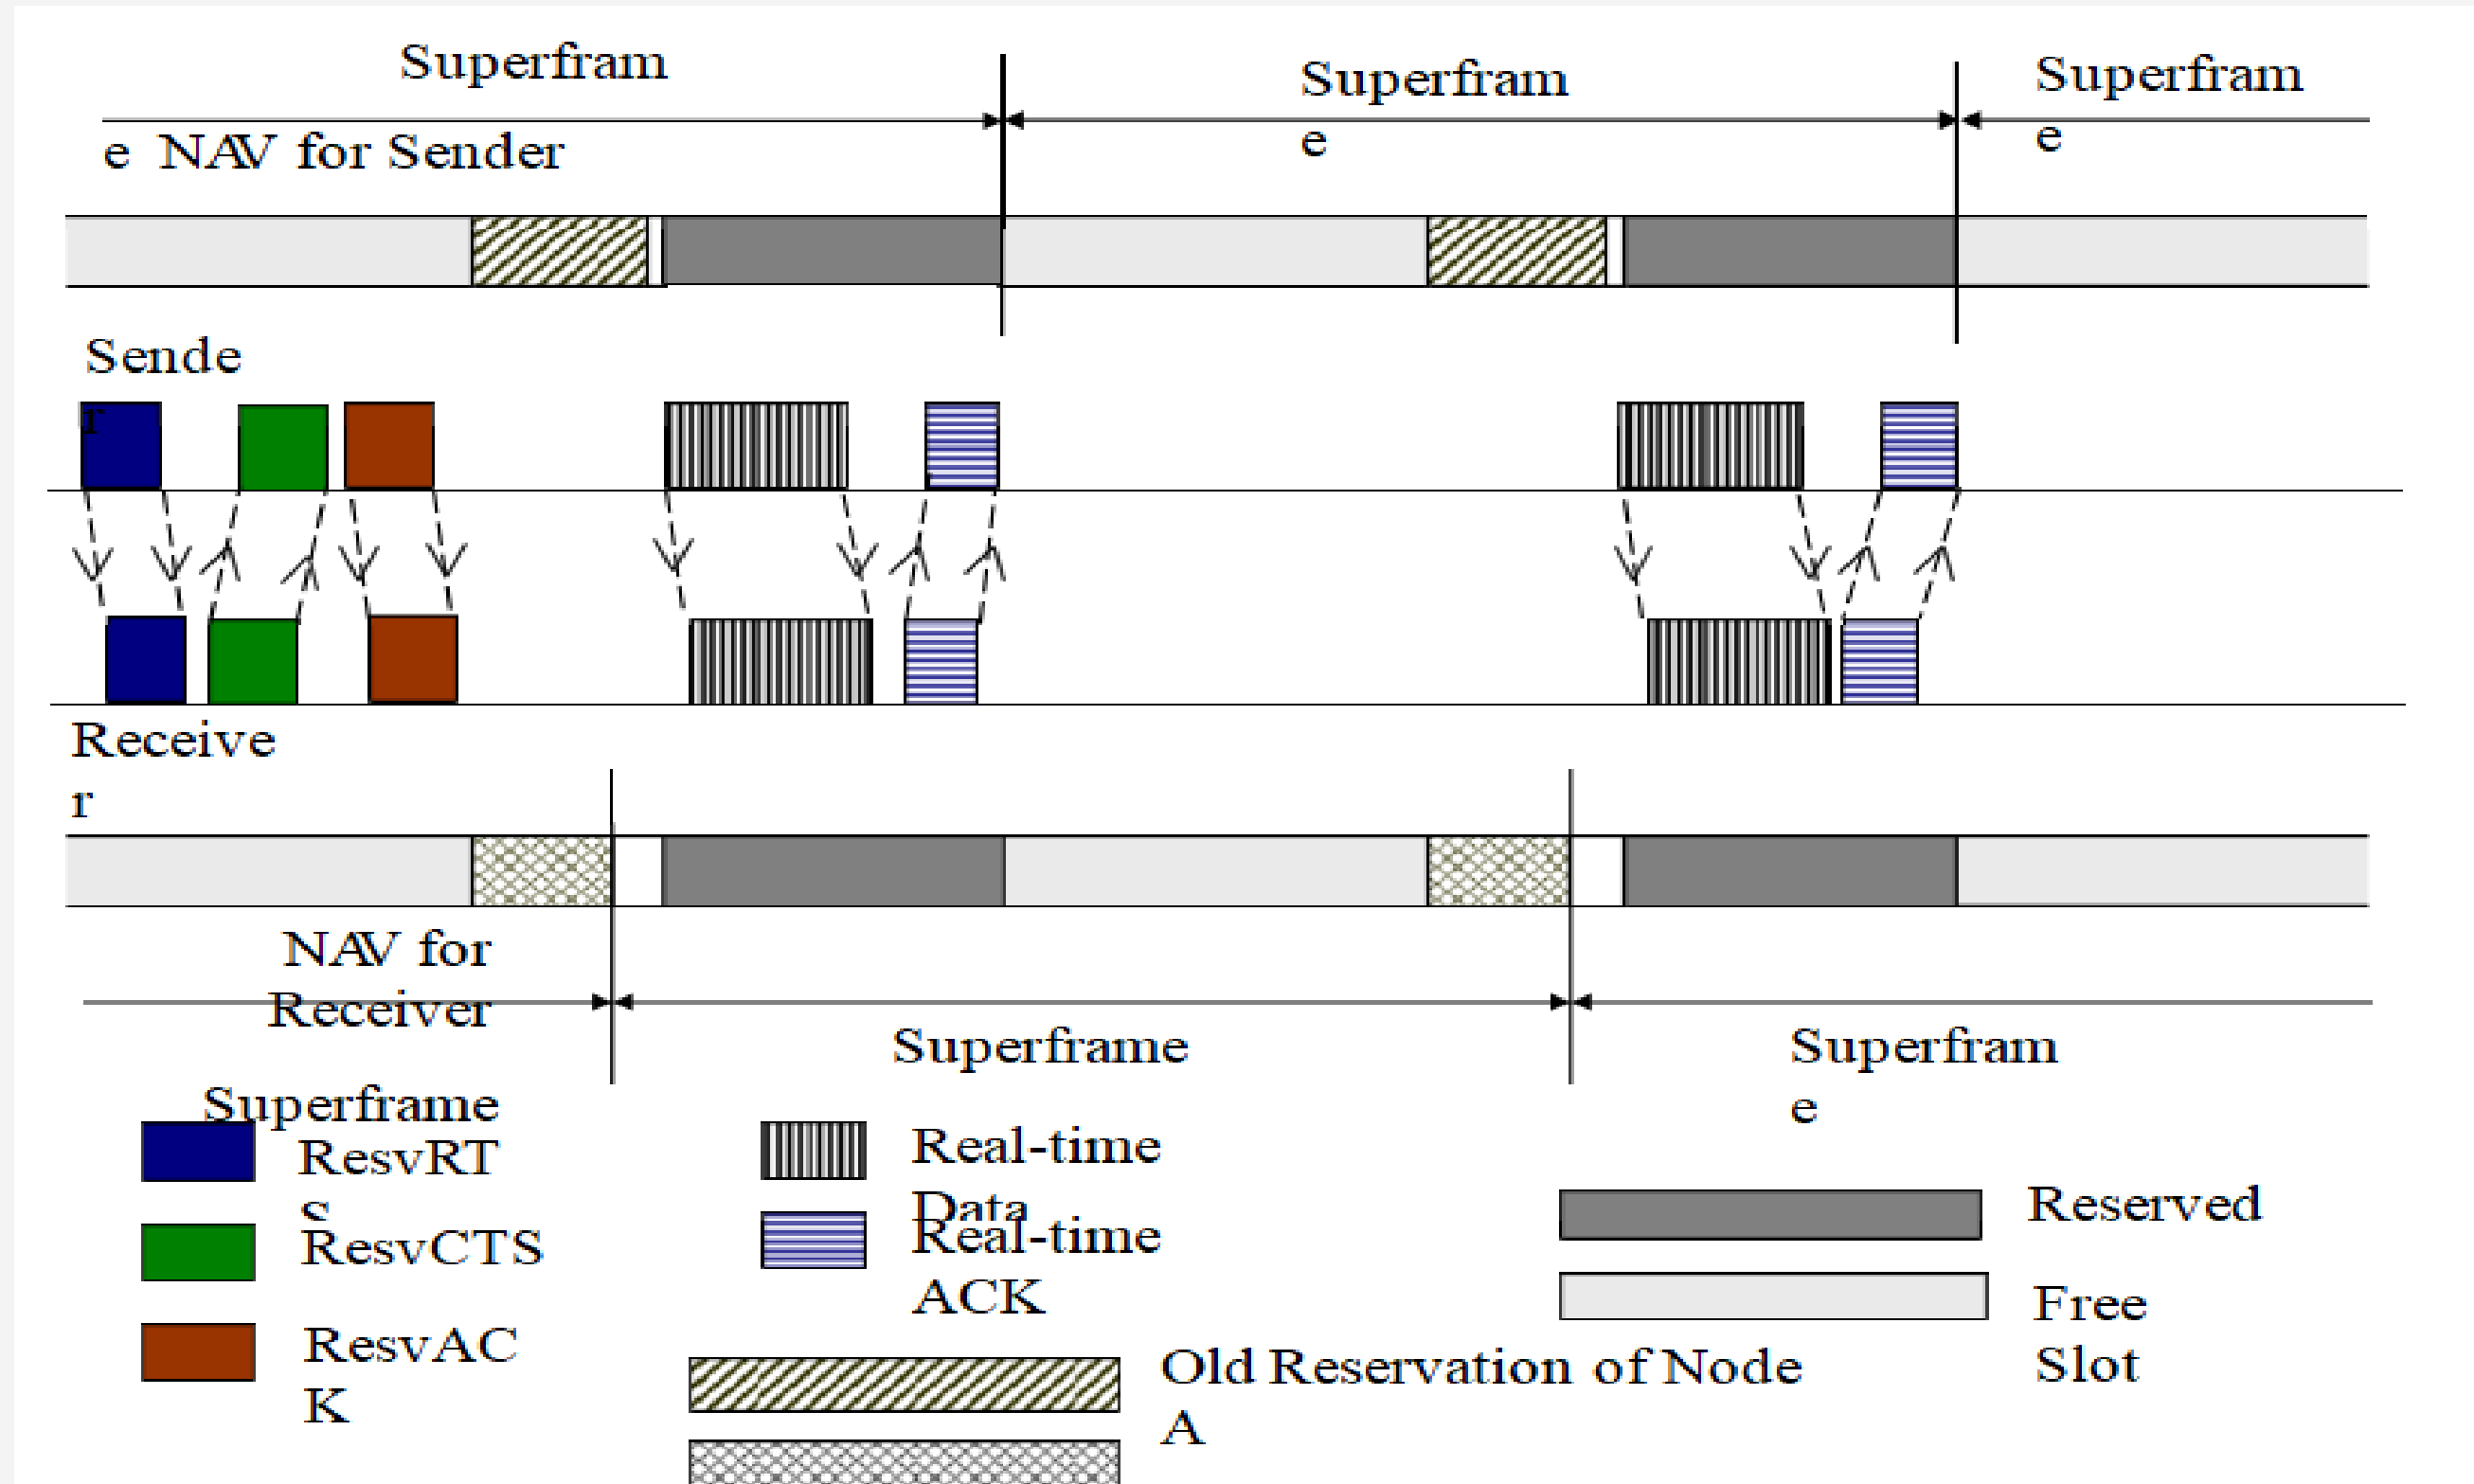 Superfram
Superfram
Superfram
e NAV for Sender
e
e
Sende
r
Receive
r
NAV for
Receiver
Superframe
Superframe
Superfram
e
ResvRT
S
Real-time
Data
Reserved
ResvCTS
Real-time
ACK
Free
Slot
ResvAC
K
Old Reservation of Node
A